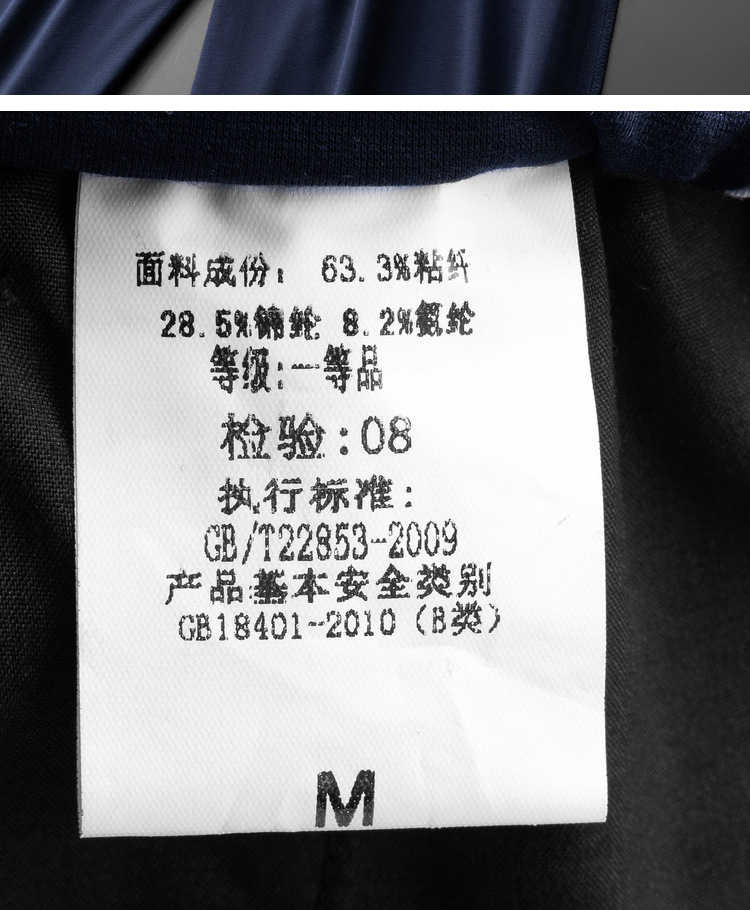 面料成份: 63.3%粘纤
28.5%锦纶 8.2%氨纶
等级:一等品
检验:08
执行标准:
GB/T22853-2009
产品基本安全类别
GB18401-2010 (B类)
M